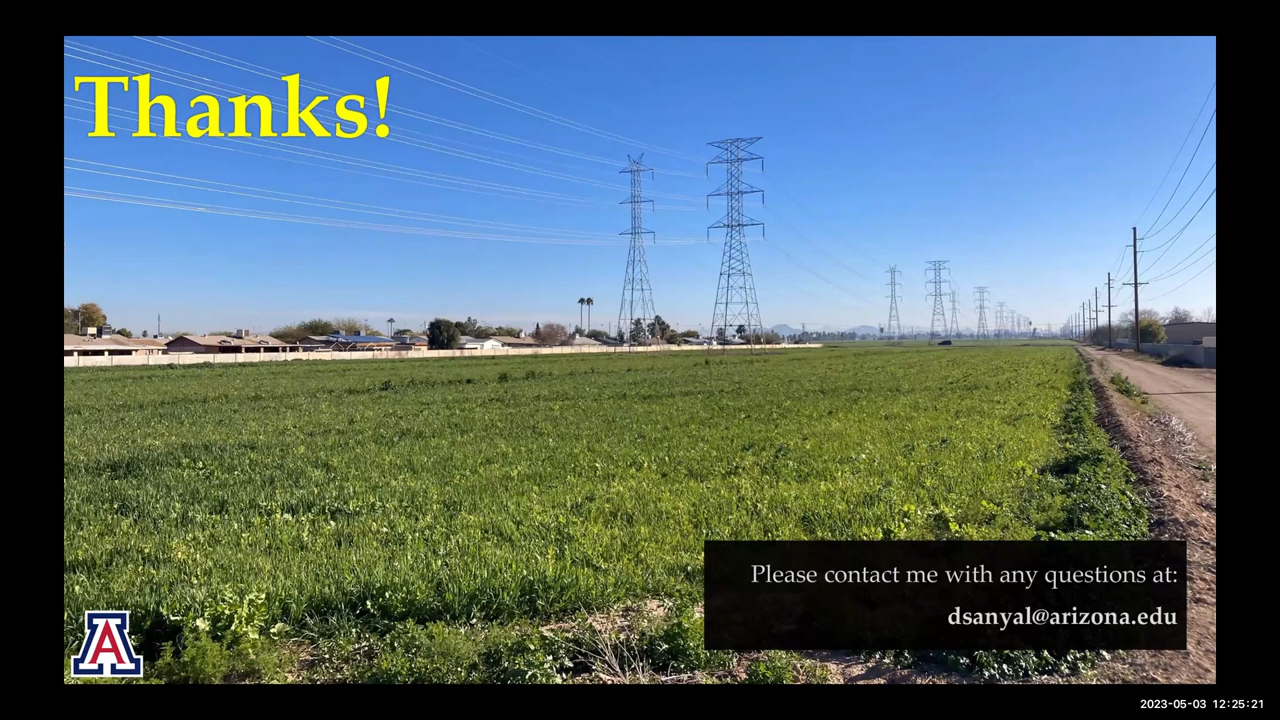 Thanks!
Please contact me with any questions at:
dsanyal@arizona.edu
A
2023-05-03 12:25:21